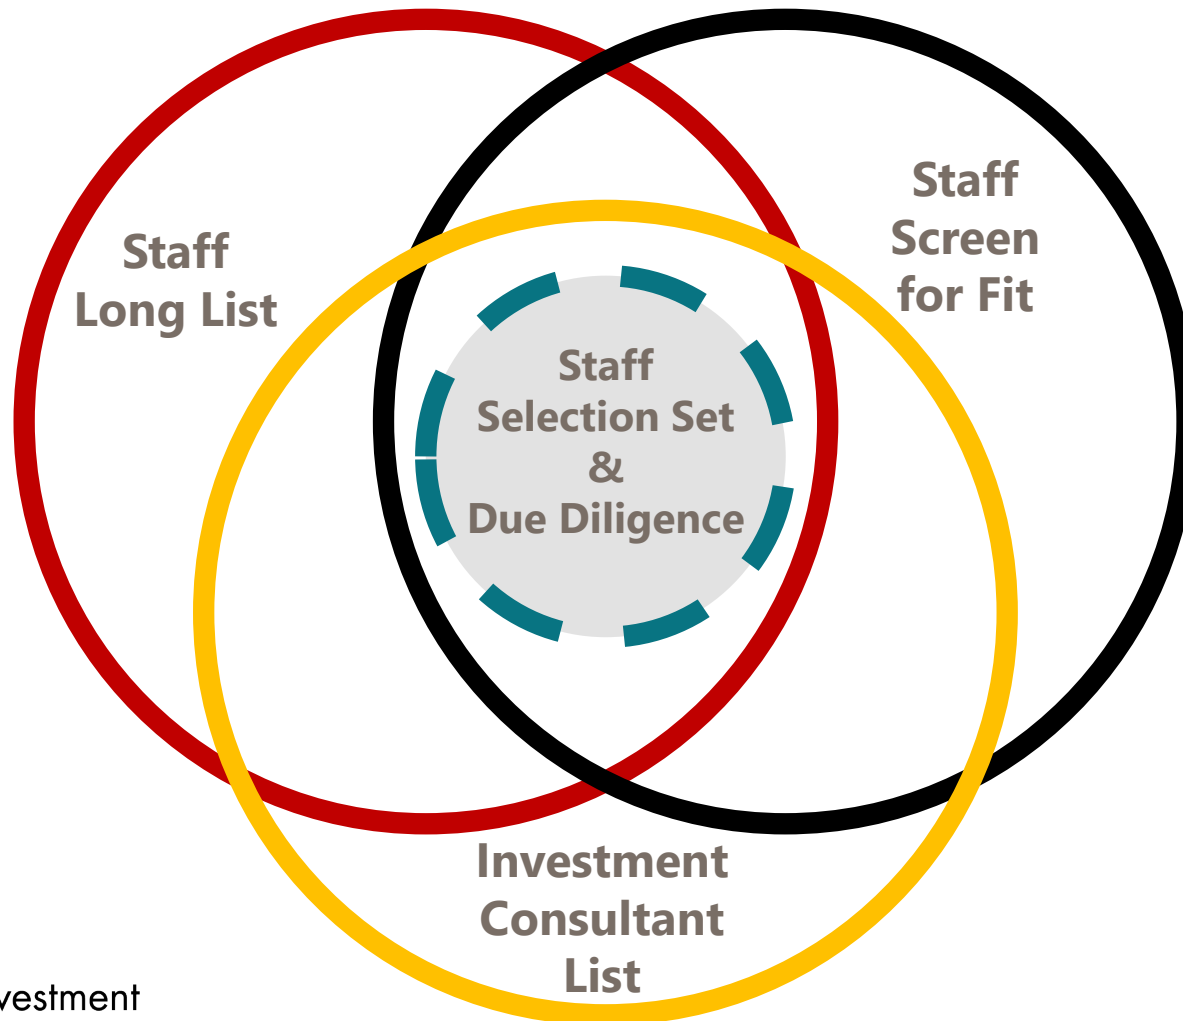 Staff
Long List
Staff
Screen
for Fit
Staff
Selection Set
&
Due Diligence
Investment
Consultant
List
vestment